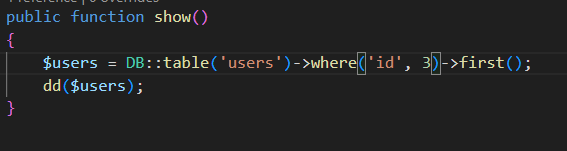 public function show()
{
    $users = DB::table('users')->where('id', 3)->first();
    dd($users);
}